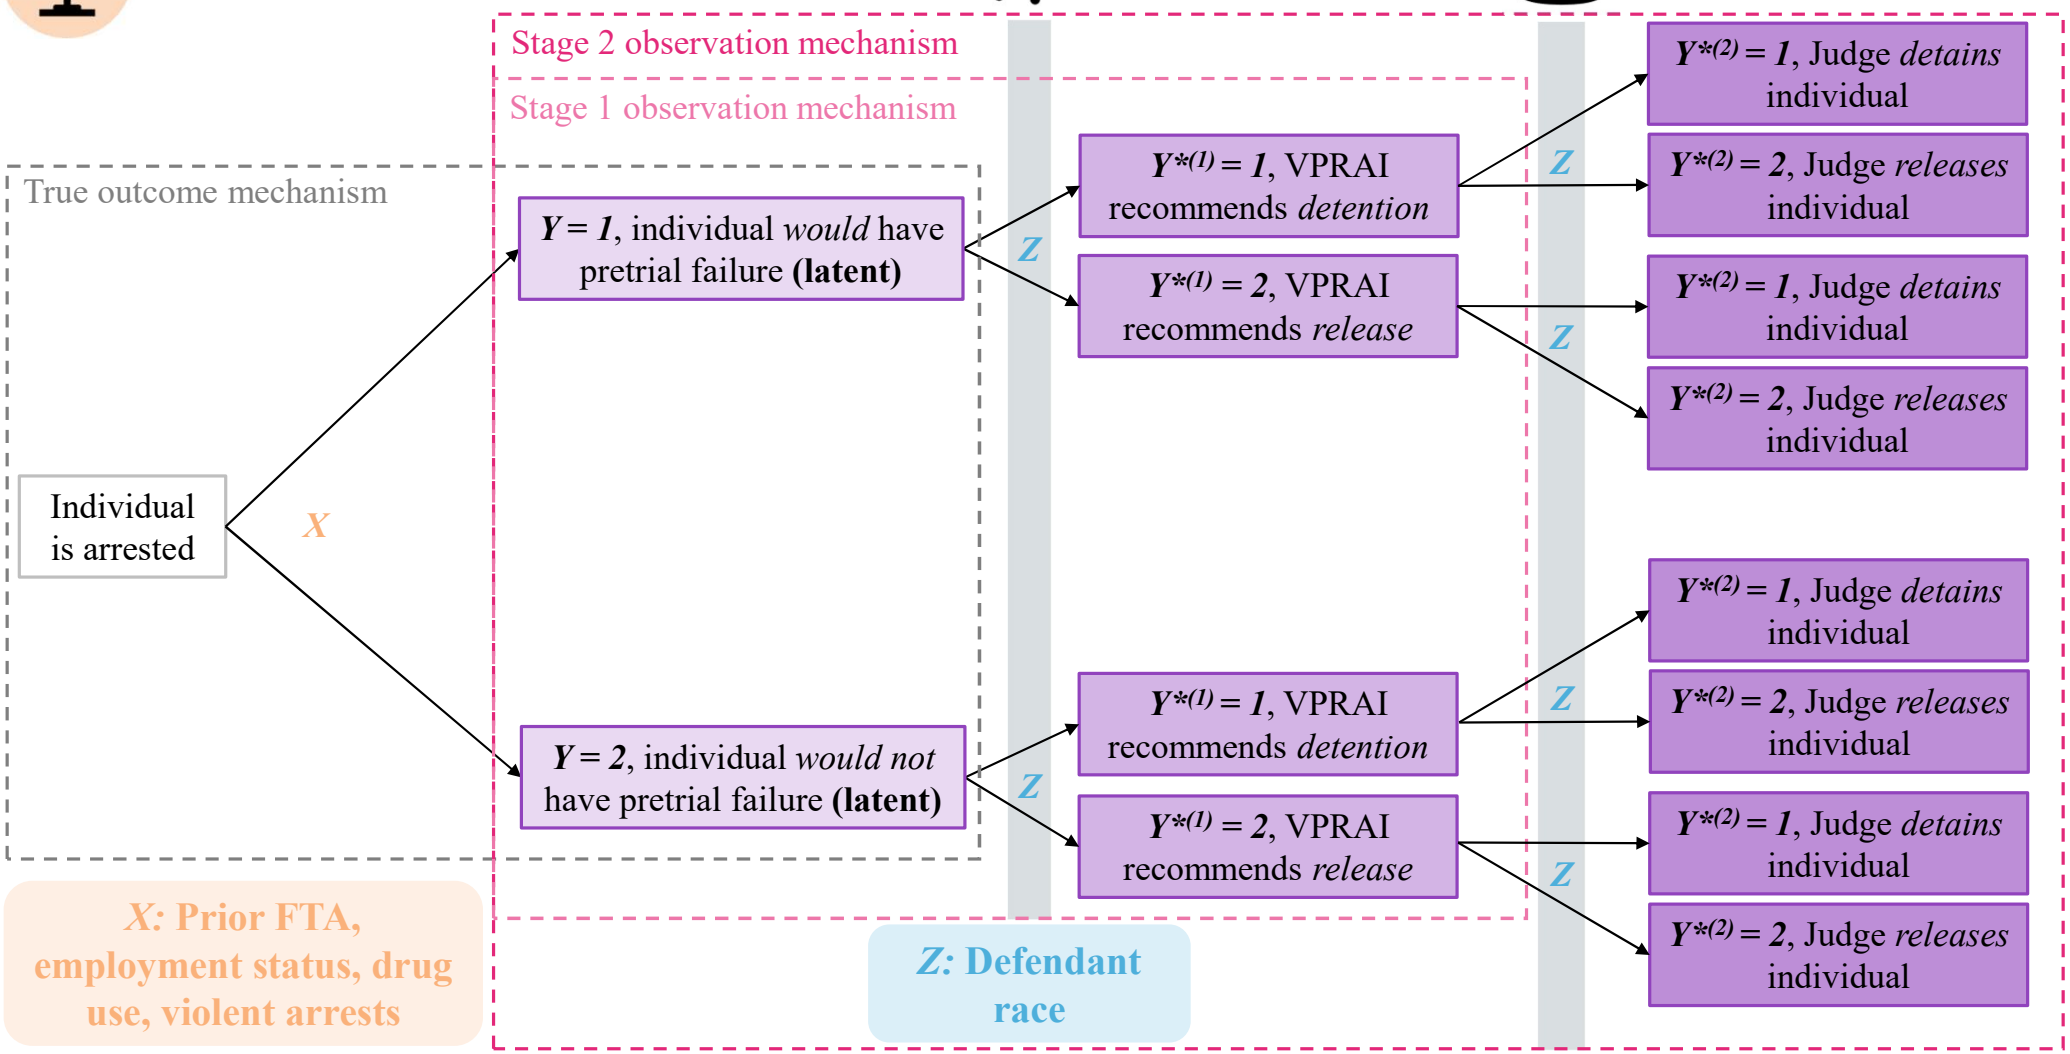 Stage 2 observation mechanism
Stage 1 observation mechanism
True outcome mechanism
Individual
is arrested
X
Y = 1, individual would have
pretrial failure (latent)
Y = 2, individual would not
have pretrial failure (latent)
Z
Z
Y*(1) = 1, VPRAI
recommends detention
Y*(1) = 2, VPRAI
recommends release
Y*(1) = 1, VPRAI
recommends detention
Y*(1) = 2, VPRAI
recommends release
Z
Z
Z
Z
Y*(2) = 1, Judge detains
individual
Y*(2) = 2, Judge releases
individual
Y*(2) = 1, Judge detains
individual
Y*(2) = 2, Judge releases
individual
Y*(2) = 1, Judge detains
individual
Y*(2) = 2, Judge releases
individual
Y*(2) = 1, Judge detains
individual
Y*(2) = 2, Judge releases
individual
X: Prior FTA,
employment status, drug
use, violent arrests
Z: Defendant
race